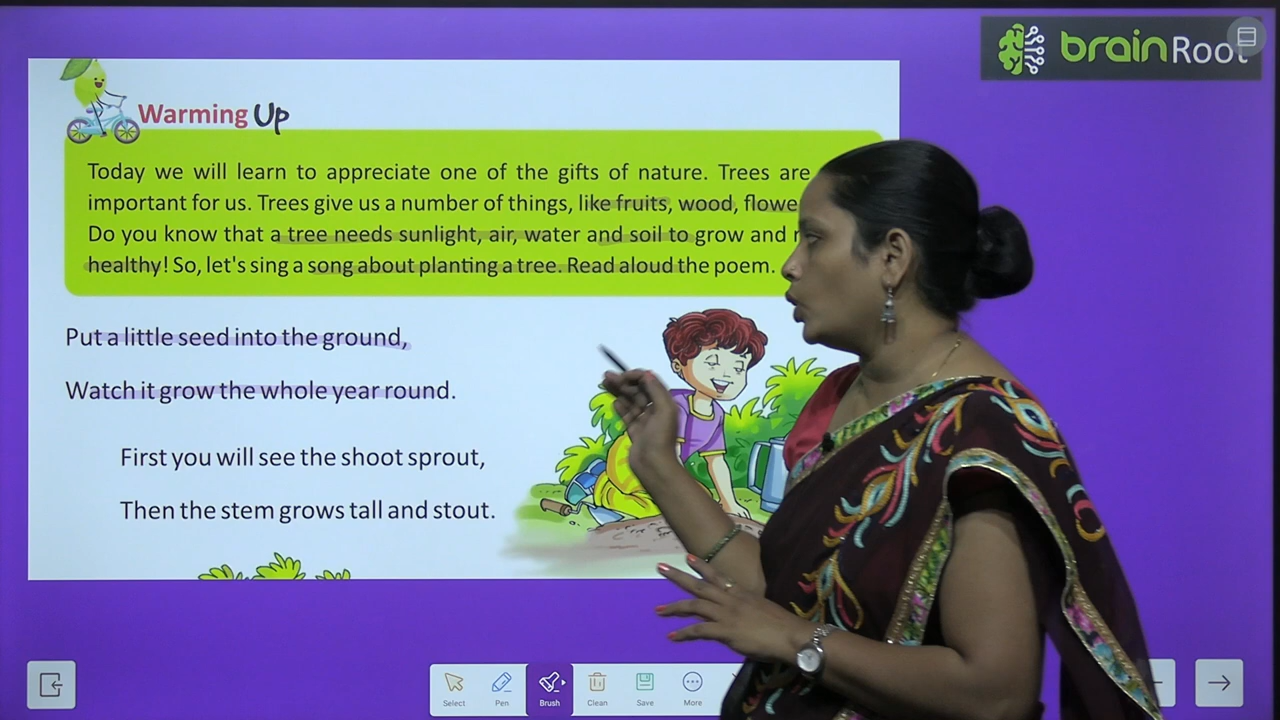 brainRoot
Warming Up
Today we will learn to appreciate one of the gifts of nature. Trees are
important for us. Trees give us a number of things, like fruits, wood,
Do you know that a tree needs sunlight, air, water and soil to grow and
healthy! So, let's sing a song about planting a tree. Read aloud the poem.
Put a little seed into the ground,
Watch it grow the whole year round.
First you will see the shoot sprout,
Then the stem grows tall and stout.
Select Pen Brush Clean Save More